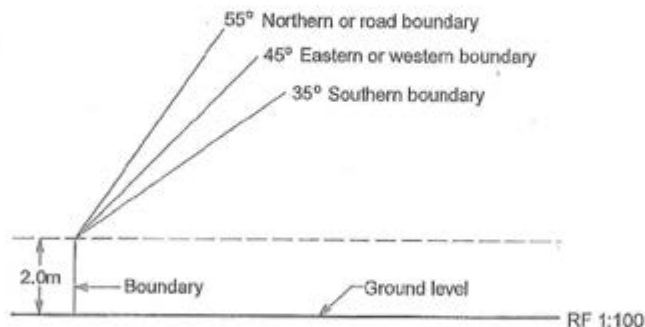 55° Northern or road boundary
45° Eastern or western boundary
35° Southern boundary
2.0m
Boundary
Ground level
RF 1:100